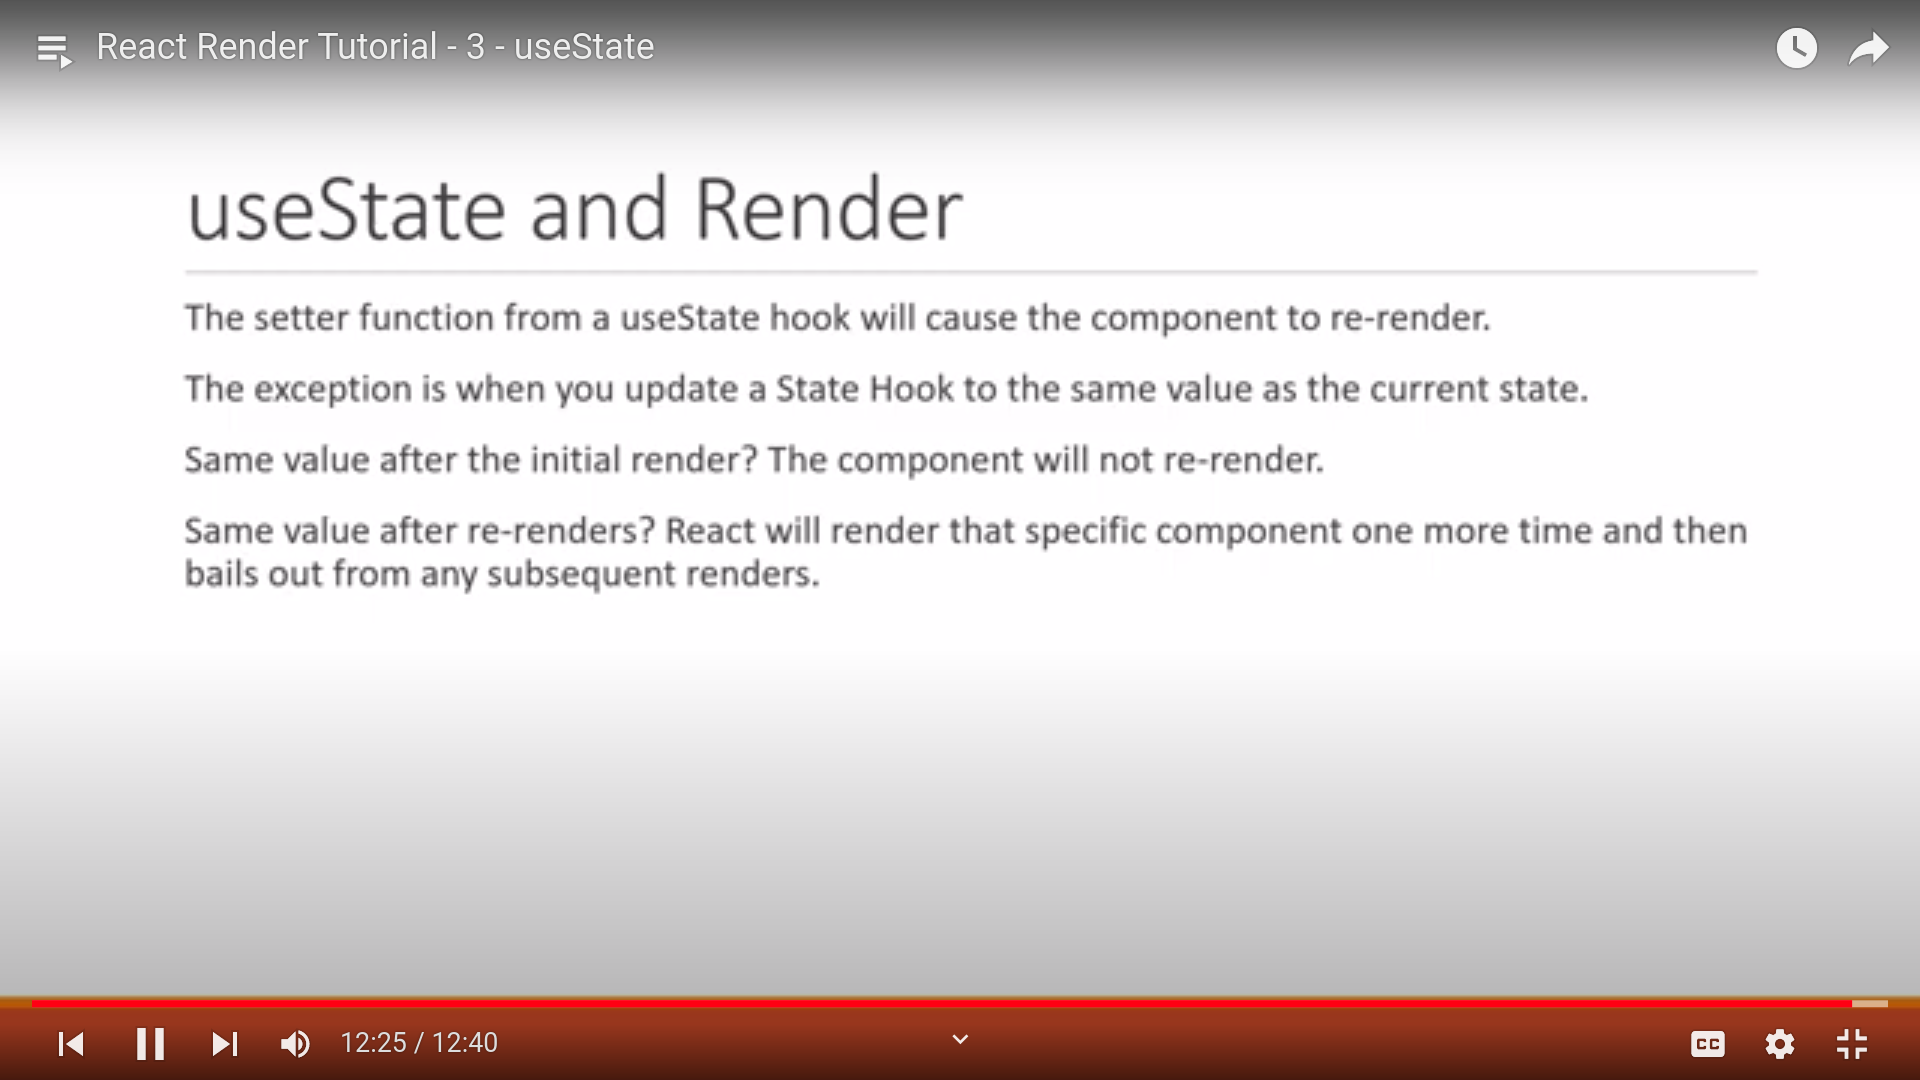 React Render Tutorial - 3 - useState
useState and Render
The setter function from a useState hook will cause the component to re-render.
The exception is when you update a State Hook to the same value as the current state.
Same value after the initial render? The component will not re-render.
Same value after re-renders? React will render that specific component one more time and then
bails out from any subsequent renders.
12:25 / 12:40
CC